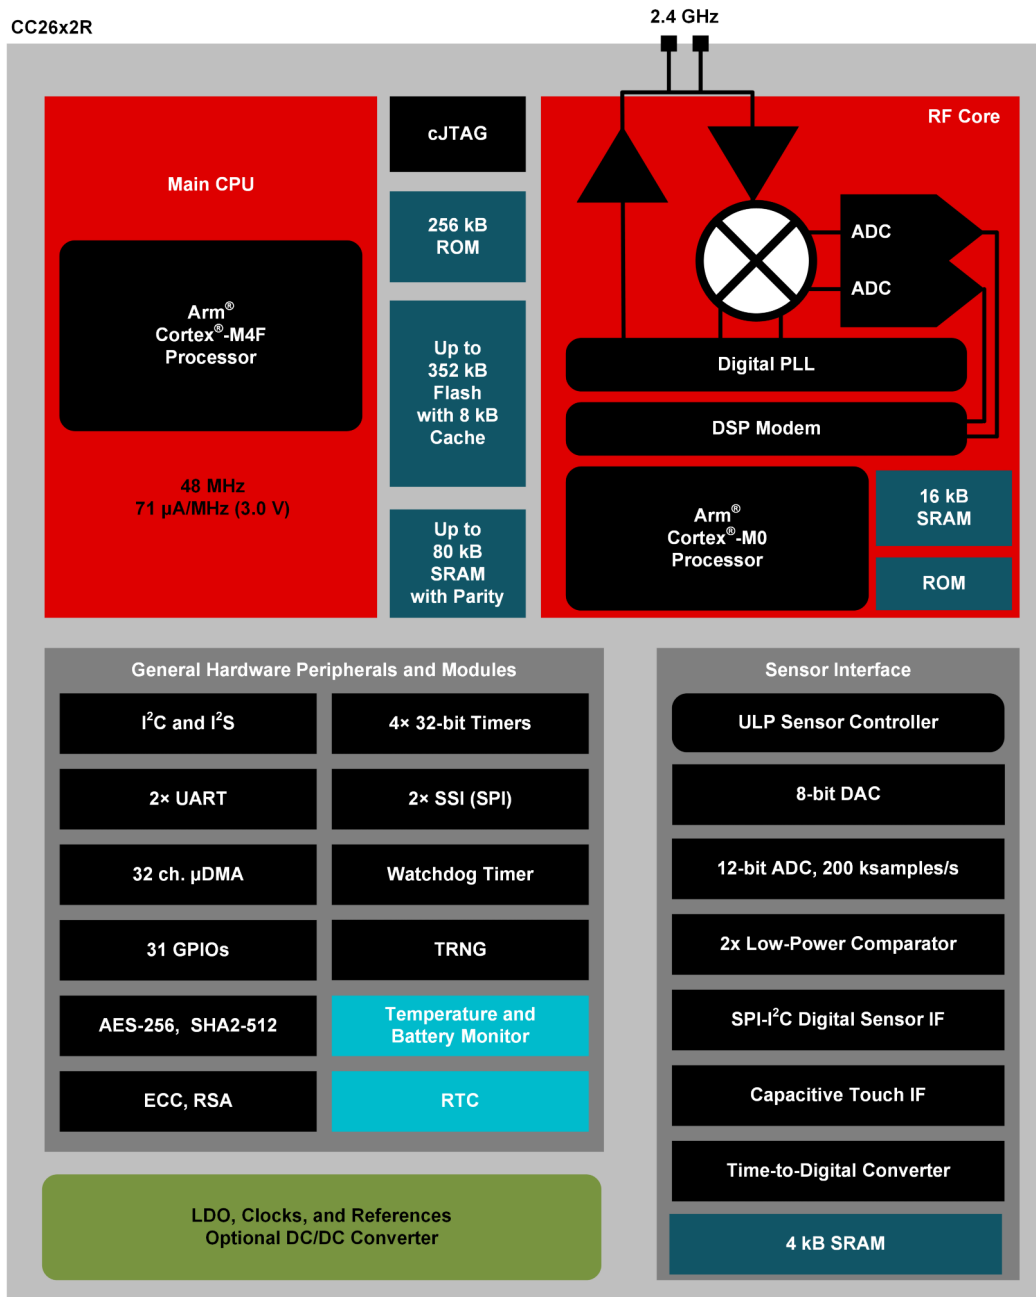 CC26x2R
2.4 GHz
Main CPU
Arm®
Cortex®-M4F
Processor
48 MHz
71 µA/MHz (3.0 V)
cJTAG
256 kB
ROM
Up to
352 kB
Flash
with 8 kB
Cache
Up to
80 kB
SRAM
with Parity
RF Core
ADC
ADC
Digital PLL
DSP Modem
Arm®
Cortex®-M0
Processor
16 kB
SRAM
ROM
General Hardware Peripherals and Modules
I²C and I²S
4× 32-bit Timers
2× UART
2× SSI (SPI)
32 ch. µDMA
Watchdog Timer
31 GPIOs
TRNG
AES-256, SHA2-512
Temperature and
Battery Monitor
ECC, RSA
RTC
LDO, Clocks, and References
Optional DC/DC Converter
Sensor Interface
ULP Sensor Controller
8-bit DAC
12-bit ADC, 200 ksamples/s
2x Low-Power Comparator
SPI-I²C Digital Sensor IF
Capacitive Touch IF
Time-to-Digital Converter
4 kB SRAM